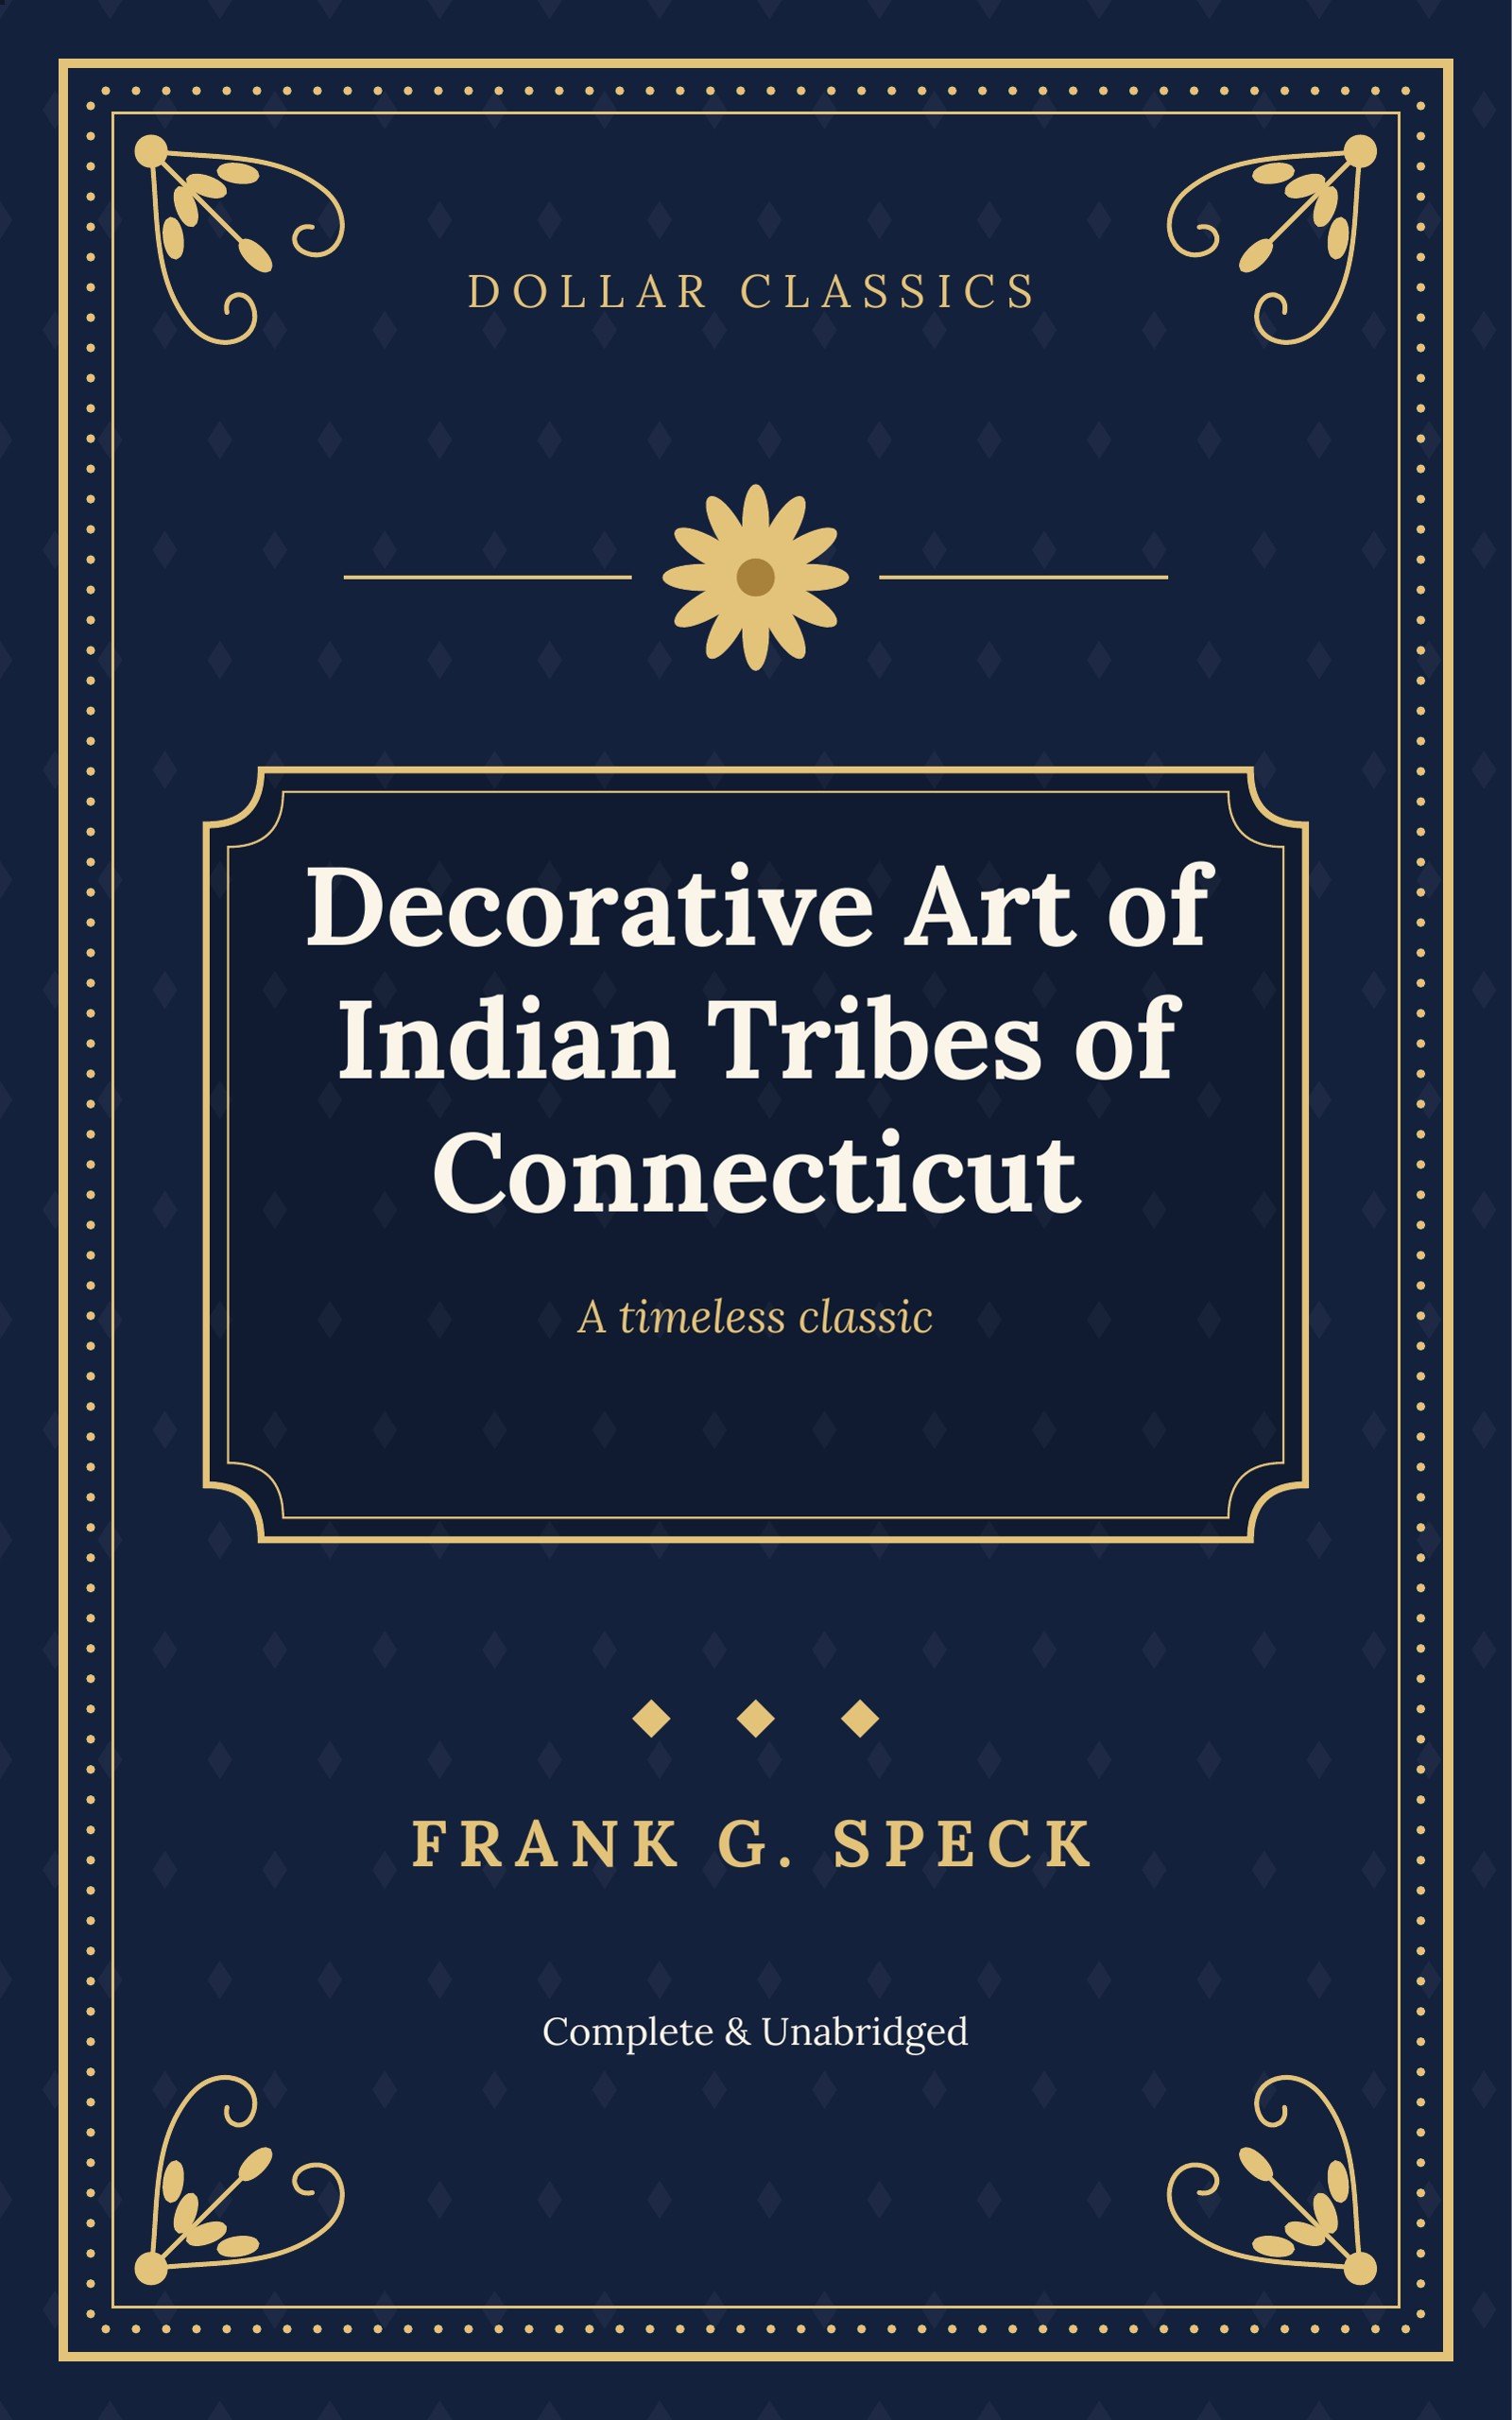 DOLLAR CLASSICS
Decorative Art of
Indian Tribes of
Connecticut
A timeless classic
FRANK G. SPECK
Complete & Unabridged